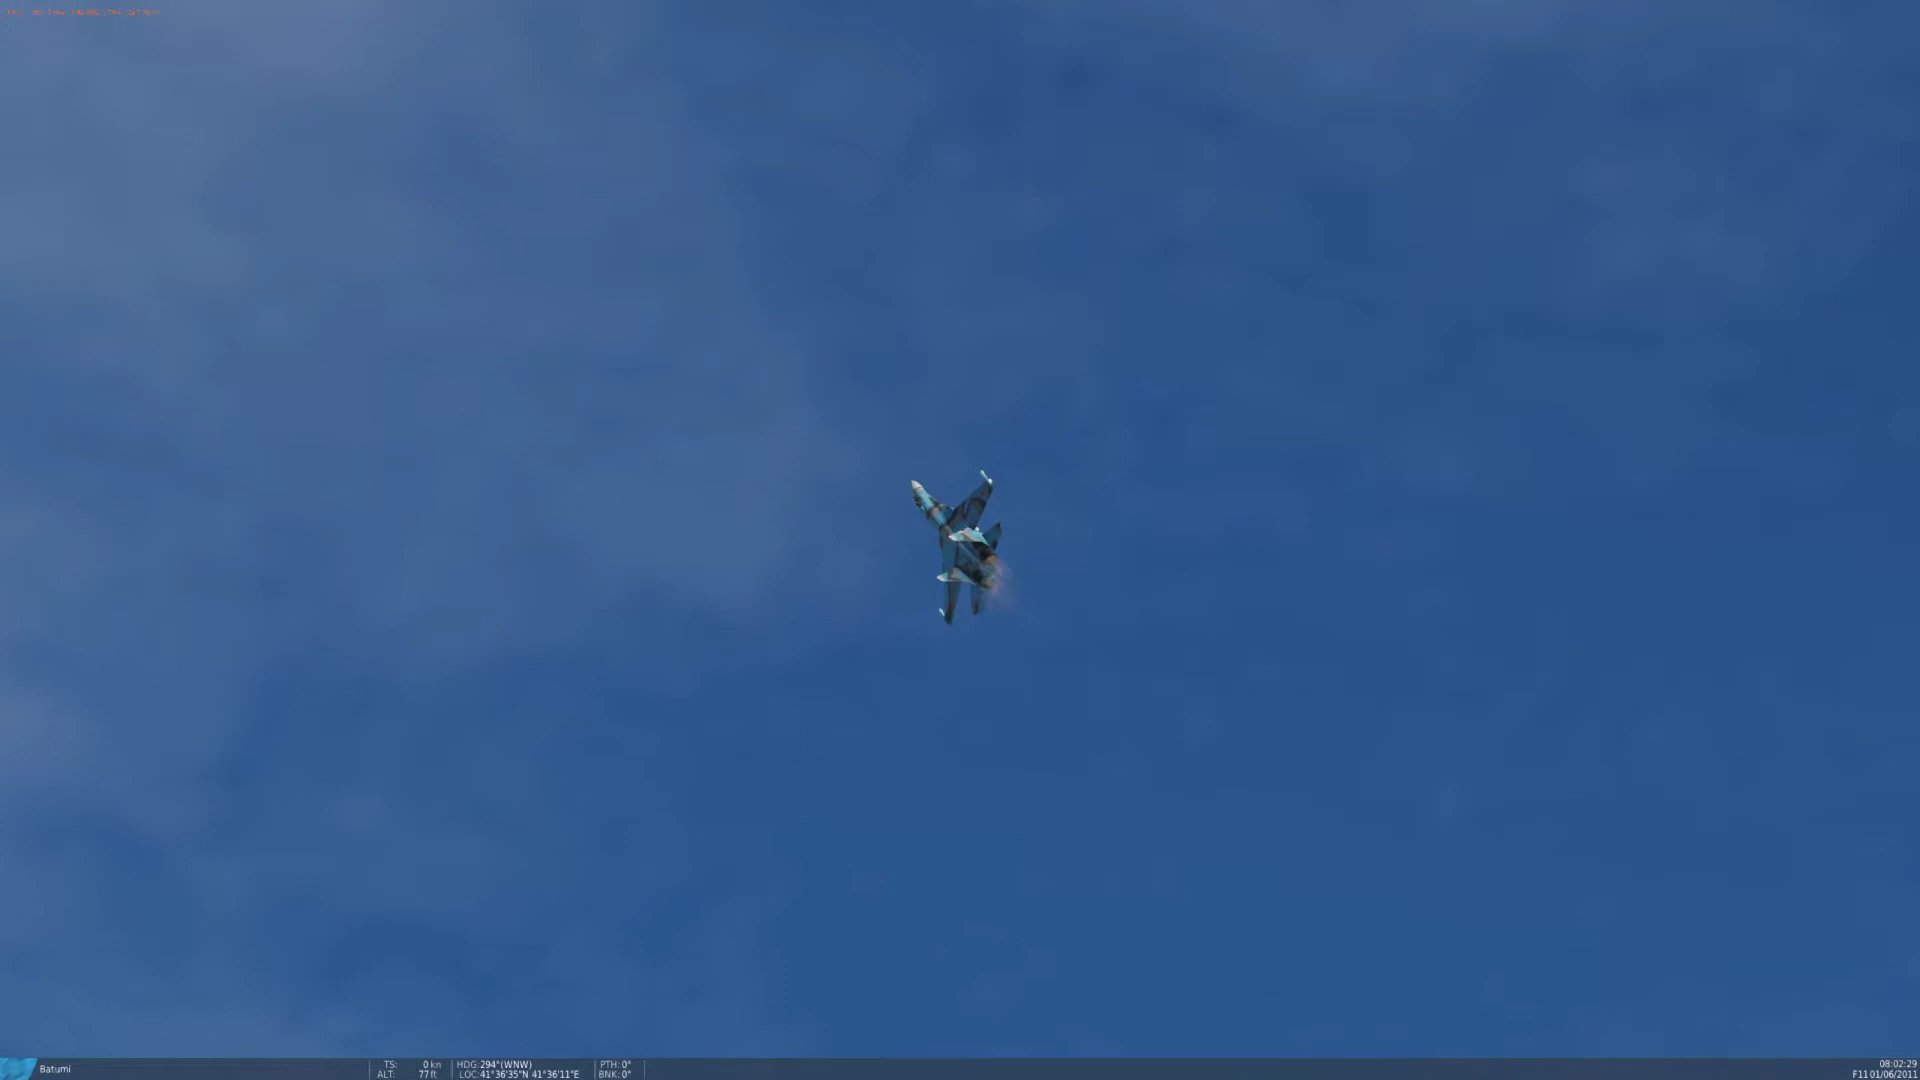 Batumi
TS: 0 kn
ALT: 77 ft
HDG:294°(WNW)
LOC:41°36'35"N 41°36'11"E
PTH: 0°
BNK: 0°
08:02:29
F11 01/06/2011